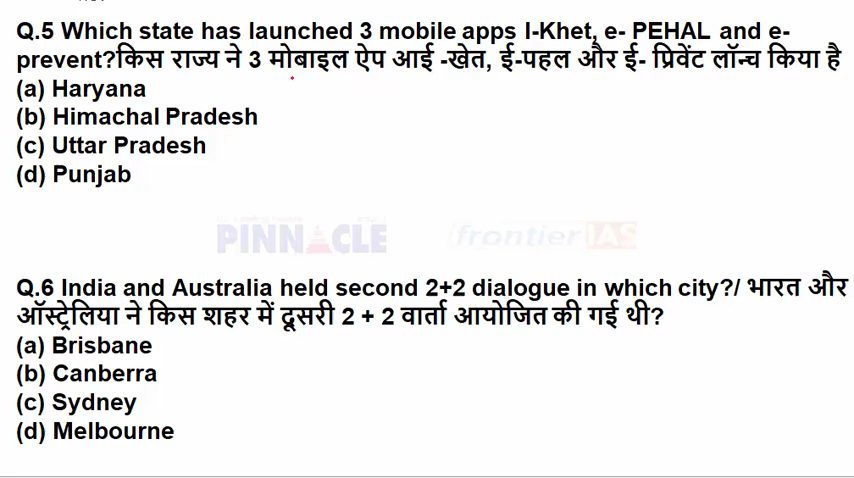 Q.5 Which state has launched 3 mobile apps I-Khet, e- PEHAL and e-
prevent?किस राज्य ने 3 मोबाइल ऐप आई -खेत, ई-पहल और ई- प्रिवेंट लॉन्च किया है
(a) Haryana
(b) Himachal Pradesh
(c) Uttar Pradesh
(d) Punjab
PINNACLE frontier IAS
Q.6 India and Australia held second 2+2 dialogue in which city?/ भारत और
ऑस्ट्रेलिया ने किस शहर में दूसरी 2 + 2 वार्ता आयोजित की गई थी?
(a) Brisbane
(b) Canberra
(c) Sydney
(d) Melbourne